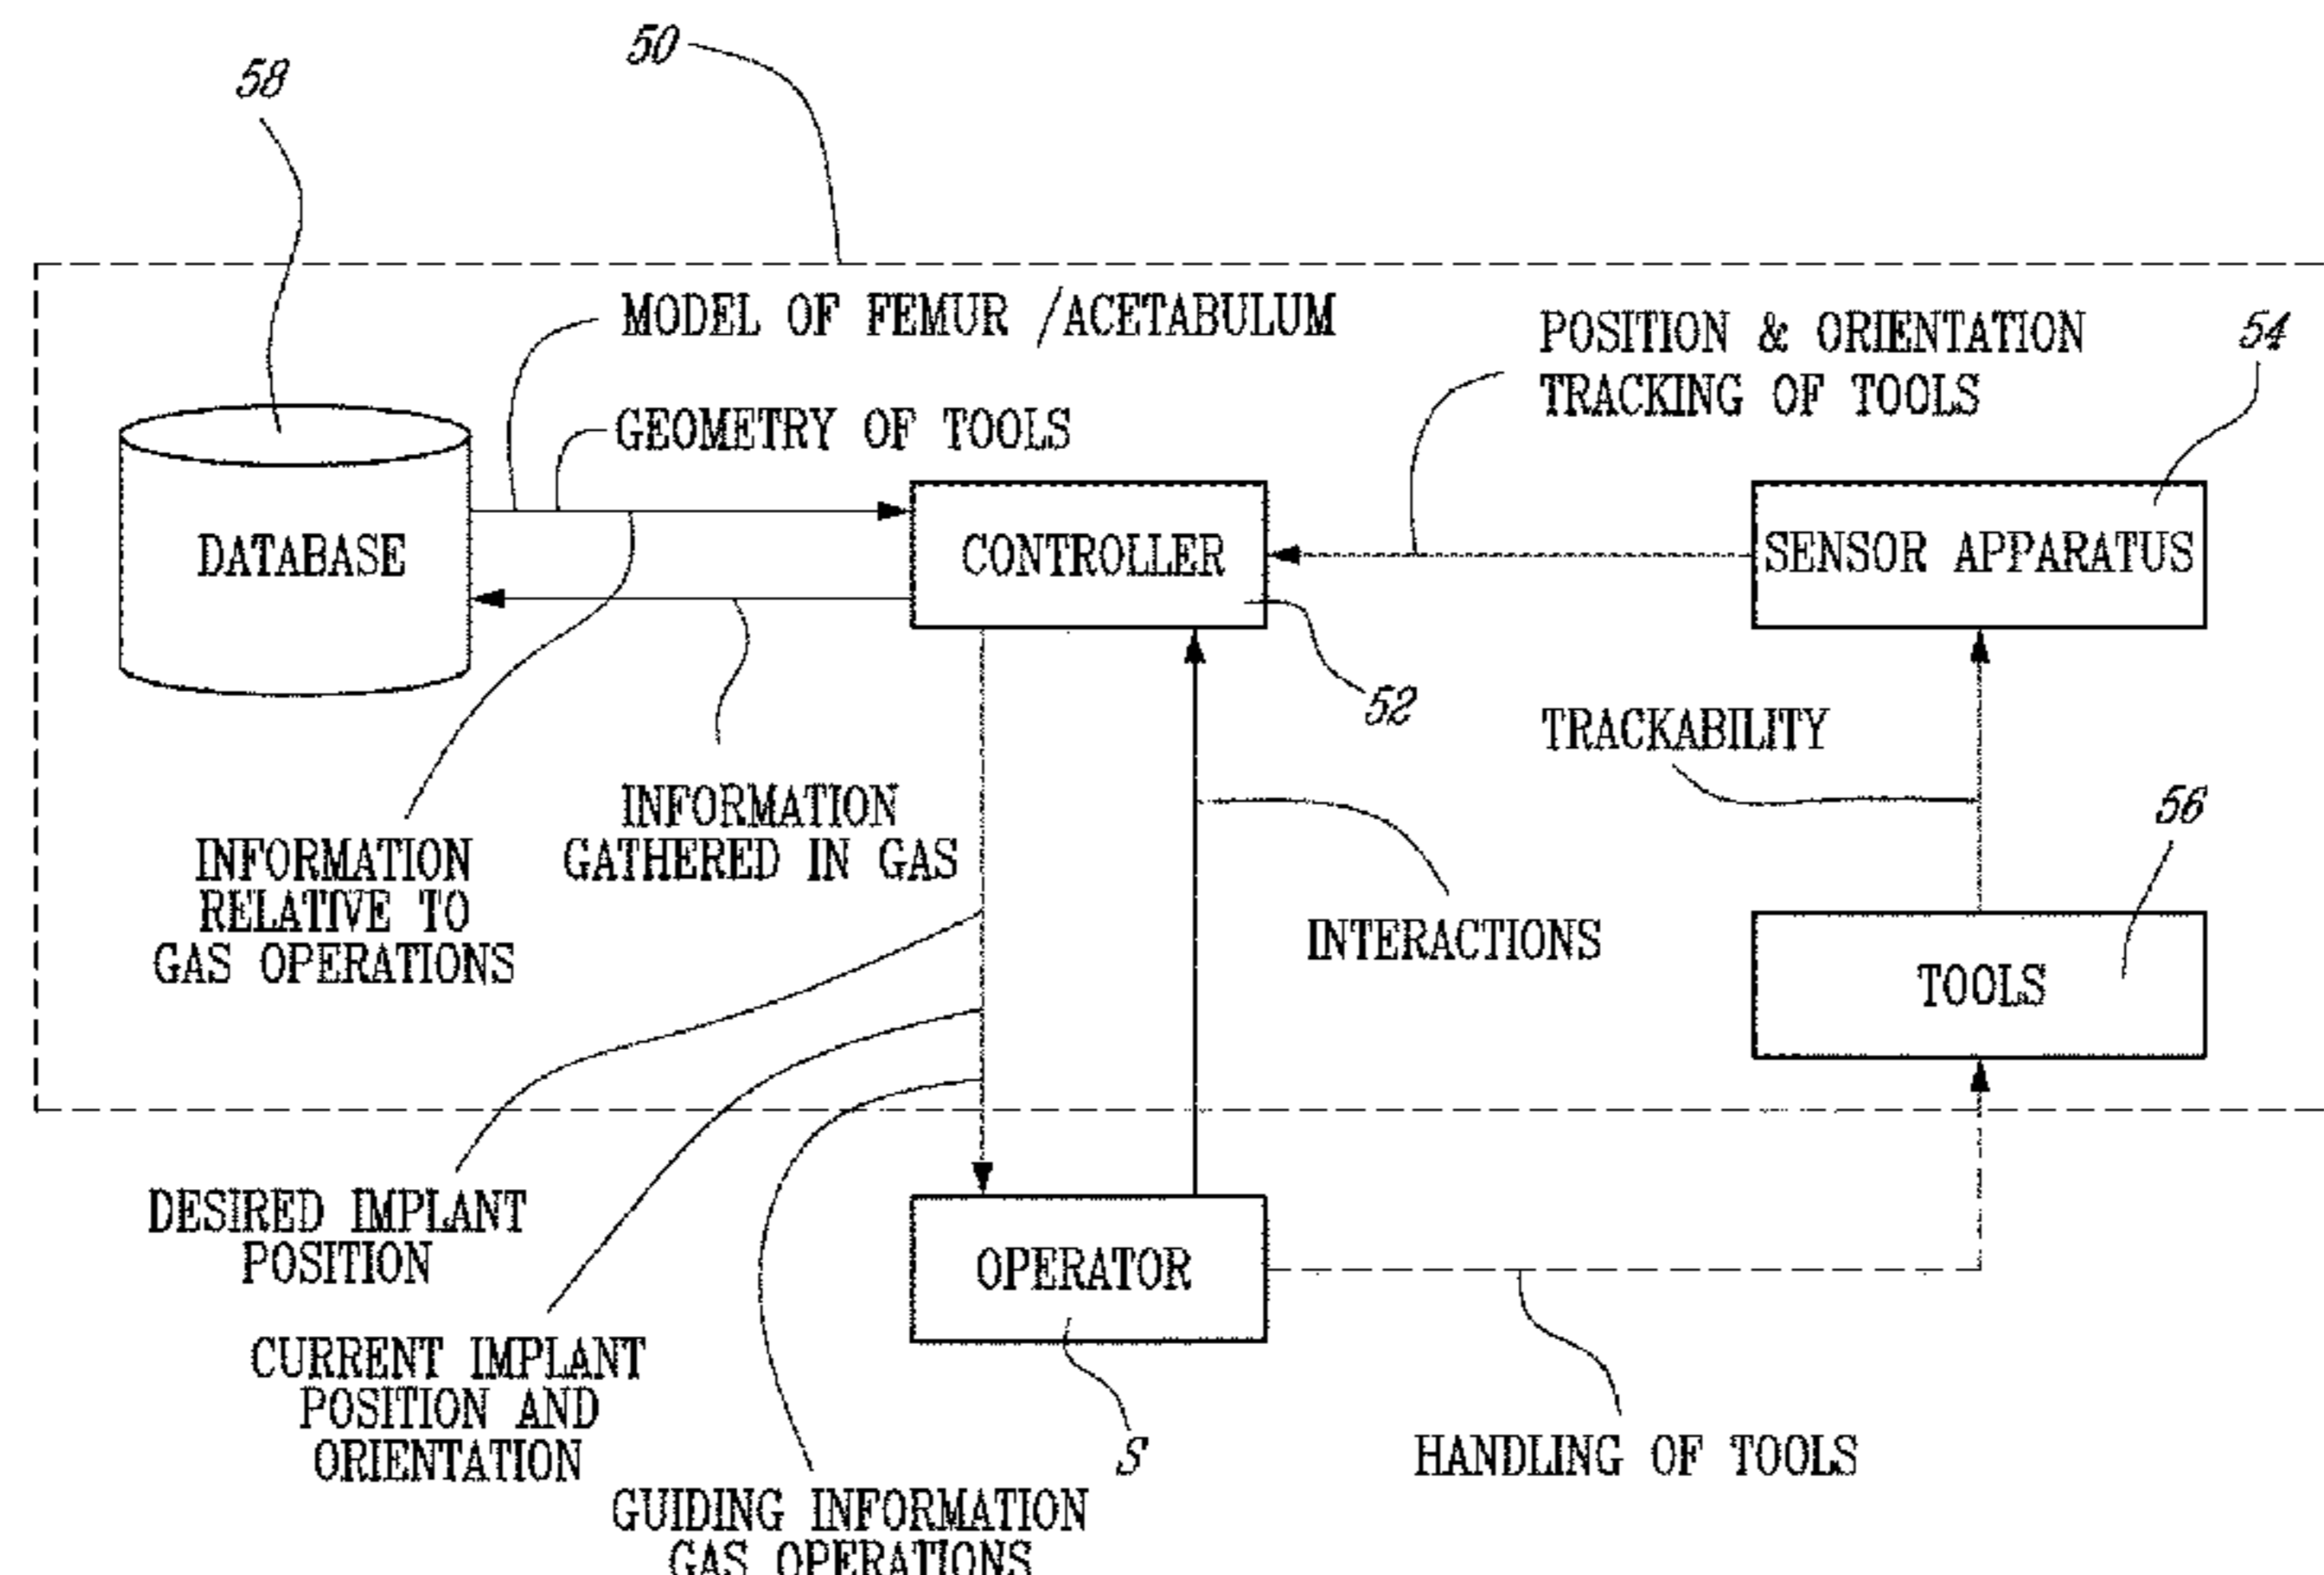 50
58
MODEL OF FEMUR /ACETABULUM
POSITION & ORIENTATION
TRACKING OF TOOLS
54
GEOMETRY OF TOOLS
DATABASE
CONTROLLER
SENSOR APPARATUS
52
TRACKABILITY
INFORMATION
GATHERED IN GAS
56
INFORMATION
RELATIVE TO
GAS OPERATIONS
INTERACTIONS
TOOLS
DESIRED IMPLANT
POSITION
OPERATOR
CURRENT IMPLANT
POSITION AND
ORIENTATION
S
HANDLING OF TOOLS
GUIDING INFORMATION
GAS OPERATIONS